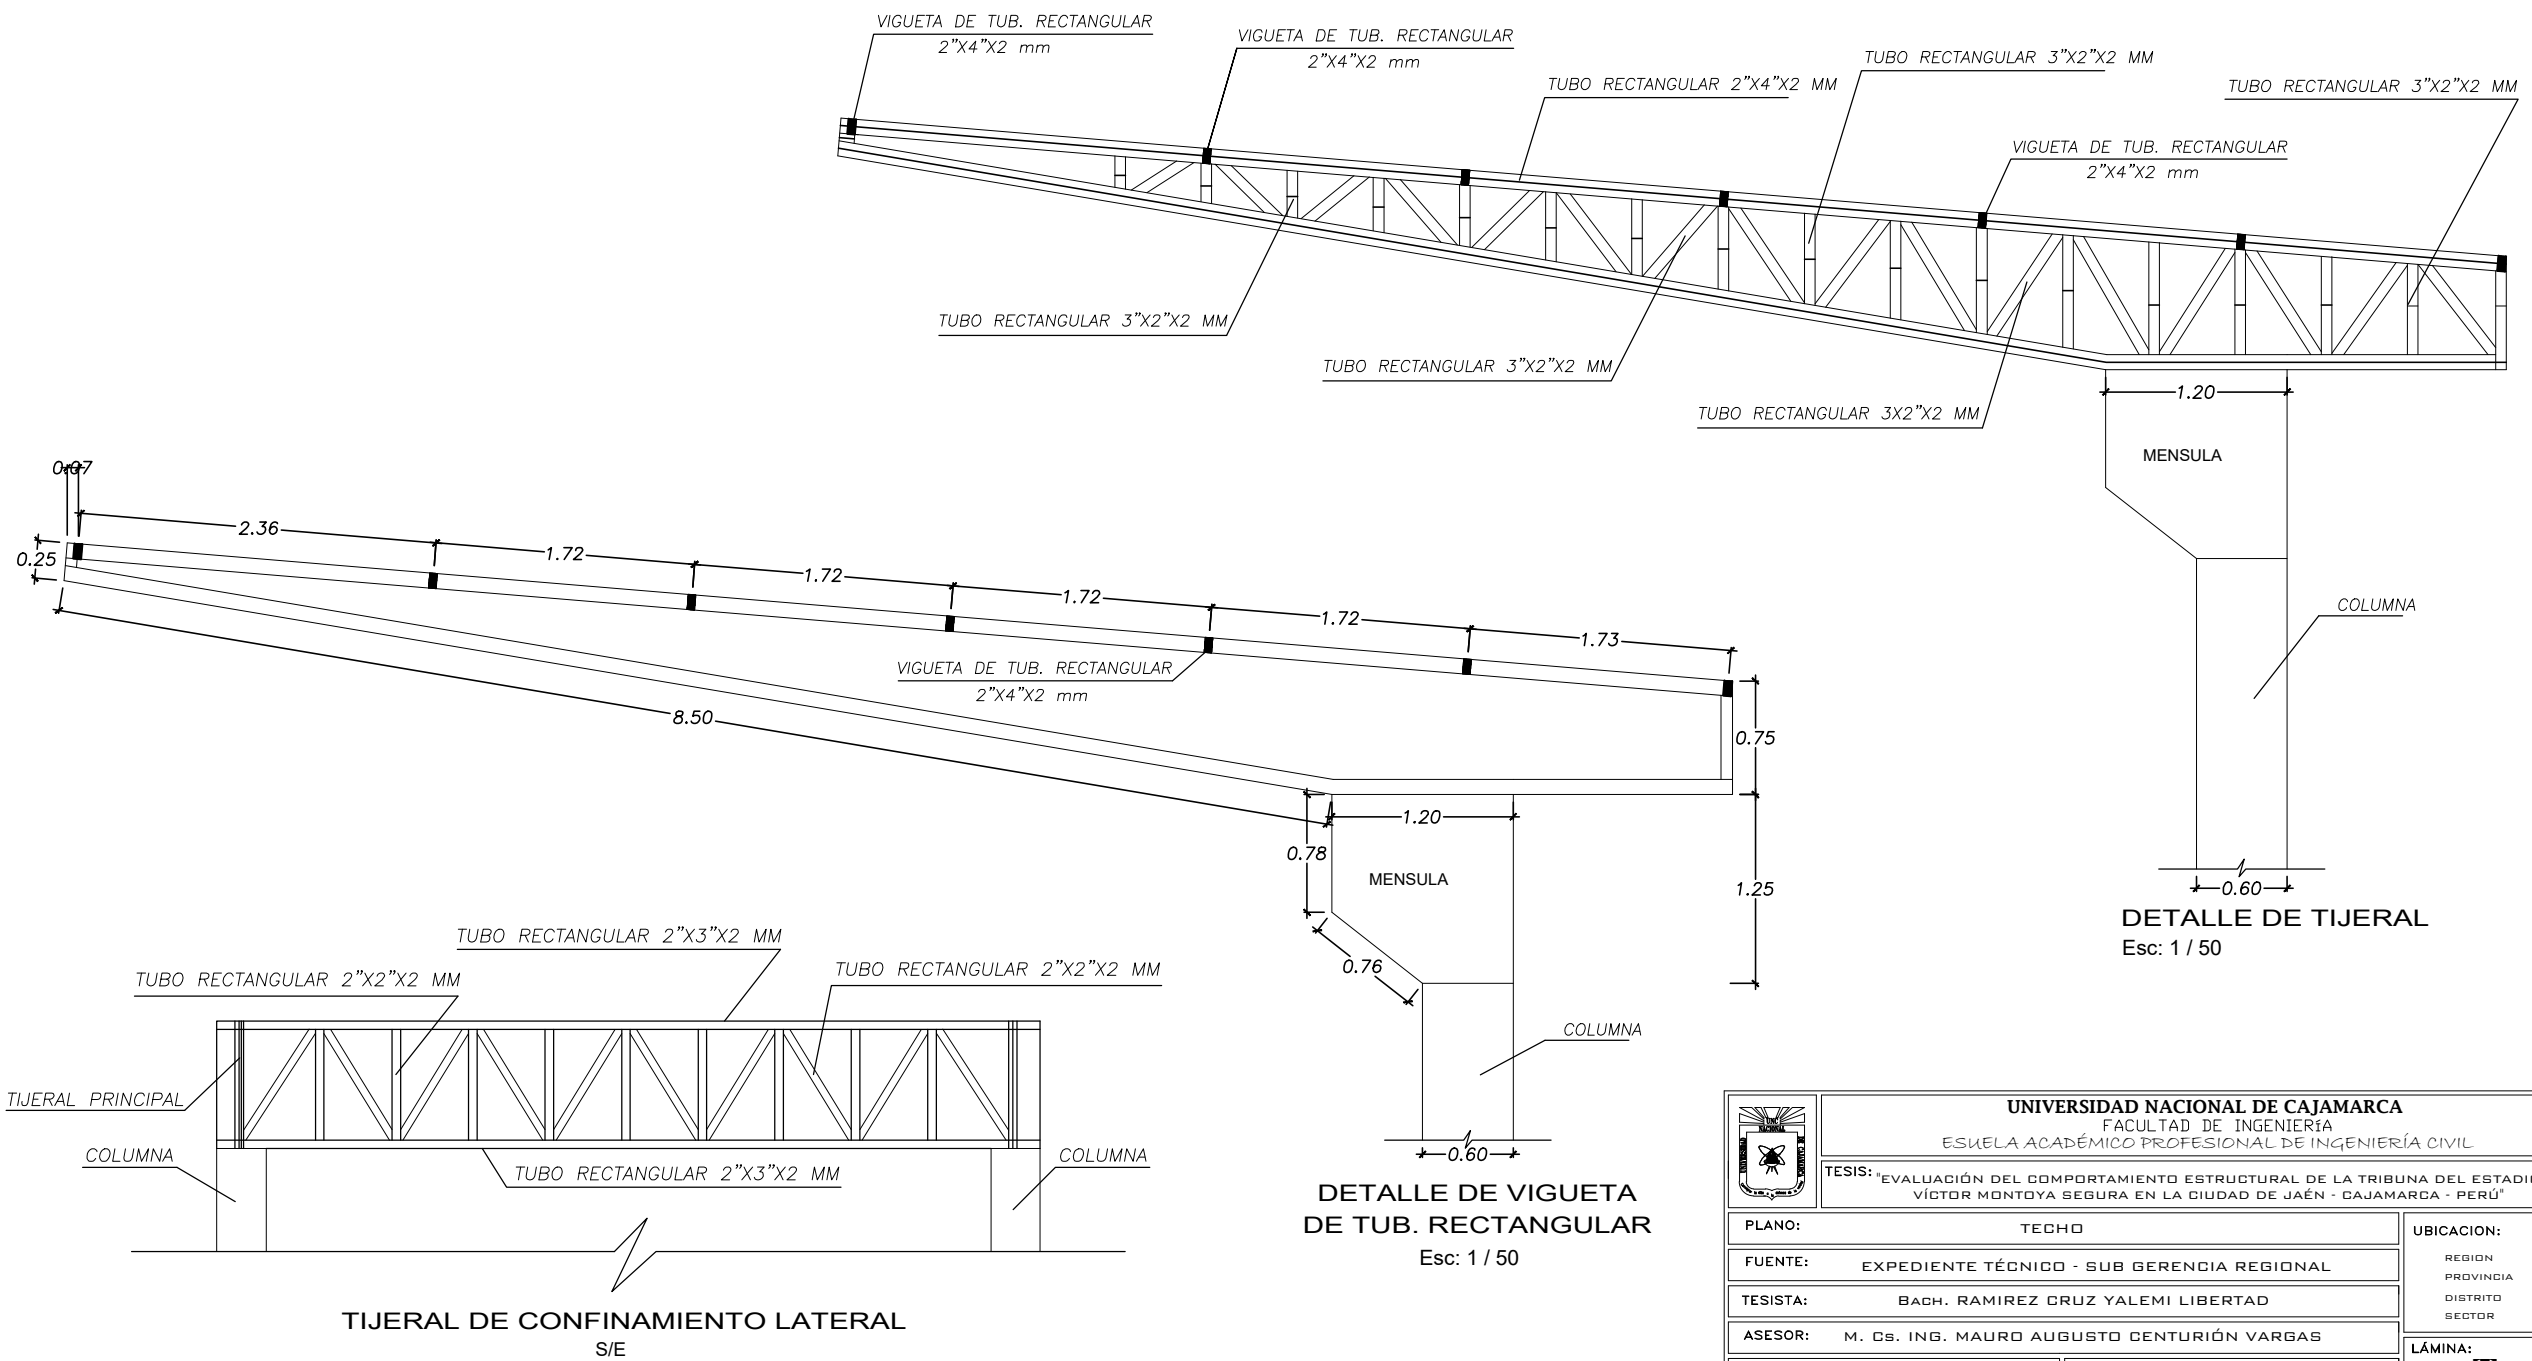 VIGUETA DE TUB. RECTANGULAR
2"X4"X2 mm
VIGUETA DE TUB. RECTANGULAR
2"X4"X2 mm
TUBO RECTANGULAR 2"X4"X2 MM
TUBO RECTANGULAR 3"X2"X2 MM
TUBO RECTANGULAR 3"X2"X2 MM
VIGUETA DE TUB. RECTANGULAR
2"X4"X2 mm
TUBO RECTANGULAR 3"X2"X2 MM
TUBO RECTANGULAR 3"X2"X2 MM
TUBO RECTANGULAR 3X2"X2 MM
1.20
MENSULA
COLUMNA
0.60
DETALLE DE TIJERAL
Esc: 1 / 50
0.07
2.36
0.25
1.72
1.72
1.72
1.72
1.73
VIGUETA DE TUB. RECTANGULAR
2"X4"X2 mm
8.50
0.75
1.20
0.78
MENSULA
1.25
0.76
COLUMNA
0.60
DETALLE DE VIGUETA
DE TUB. RECTANGULAR
Esc: 1 / 50
TUBO RECTANGULAR 2"X3"X2 MM
TUBO RECTANGULAR 2"X2"X2 MM
TUBO RECTANGULAR 2"X2"X2 MM
TIJERAL PRINCIPAL
COLUMNA
COLUMNA
TUBO RECTANGULAR 2"X3"X2 MM
TIJERAL DE CONFINAMIENTO LATERAL
S/E
UNIVERSIDAD NACIONAL DE CAJAMARCA
FACULTAD DE INGENIERíA
ESUELA ACADÉMICO PROFESIONAL DE INGENIERÍA CIVIL
TESIS: "EVALUACIÓN DEL COMPORTAMIENTO ESTRUCTURAL DE LA TRIBUNA DEL ESTADI
VÍCTOR MONTOYA SEGURA EN LA CIUDAD DE JAÉN - CAJAMARCA - PERÚ"
PLANO: TECHO
FUENTE: EXPEDIENTE TÉCNICO - SUB GERENCIA REGIONAL
TESISTA: BACH. RAMIREZ CRUZ YALEMI LIBERTAD
ASESOR: M. Cs. ING. MAURO AUGUSTO CENTURIÓN VARGAS
UBICACION:
REGION
PROVINCIA
DISTRITO
SECTOR
LÁMINA: